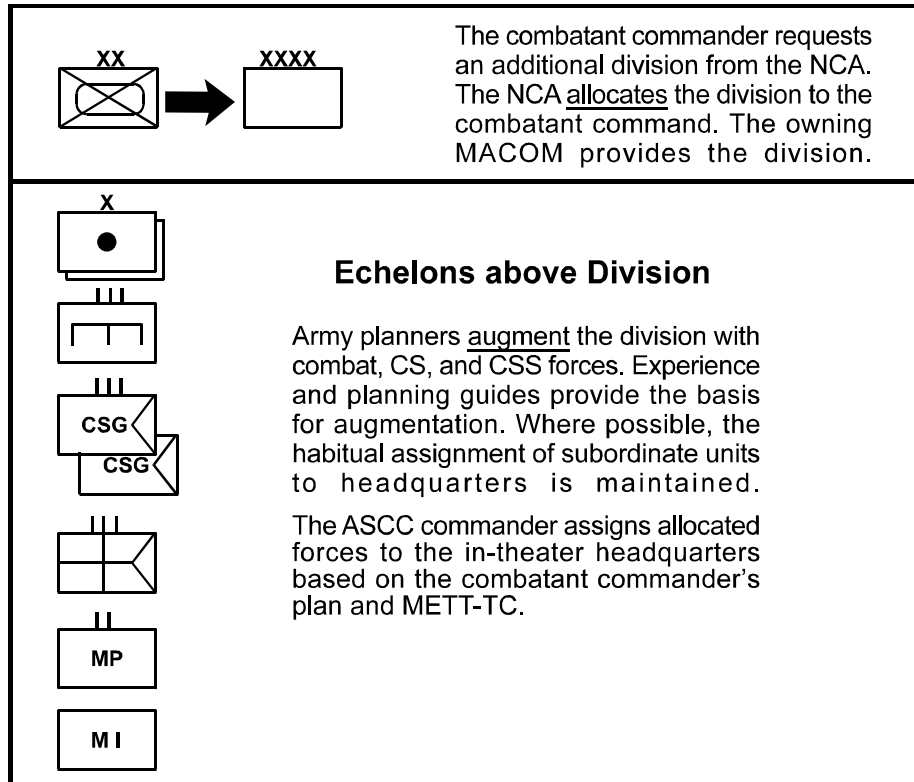 XX
XXXX
The combatant commander requests
an additional division from the NCA.
The NCA allocates the division to the
combatant command. The owning
MACOM provides the division.
X
III
III
CSG
CSG
III
II
MP
MI
Echelons above Division
Army planners augment the division with
combat, CS, and CSS forces. Experience
and planning guides provide the basis
for augmentation. Where possible, the
habitual assignment of subordinate units
to headquarters is maintained.
The ASCC commander assigns allocated
forces to the in-theater headquarters
based on the combatant commander's
plan and METT-TC.